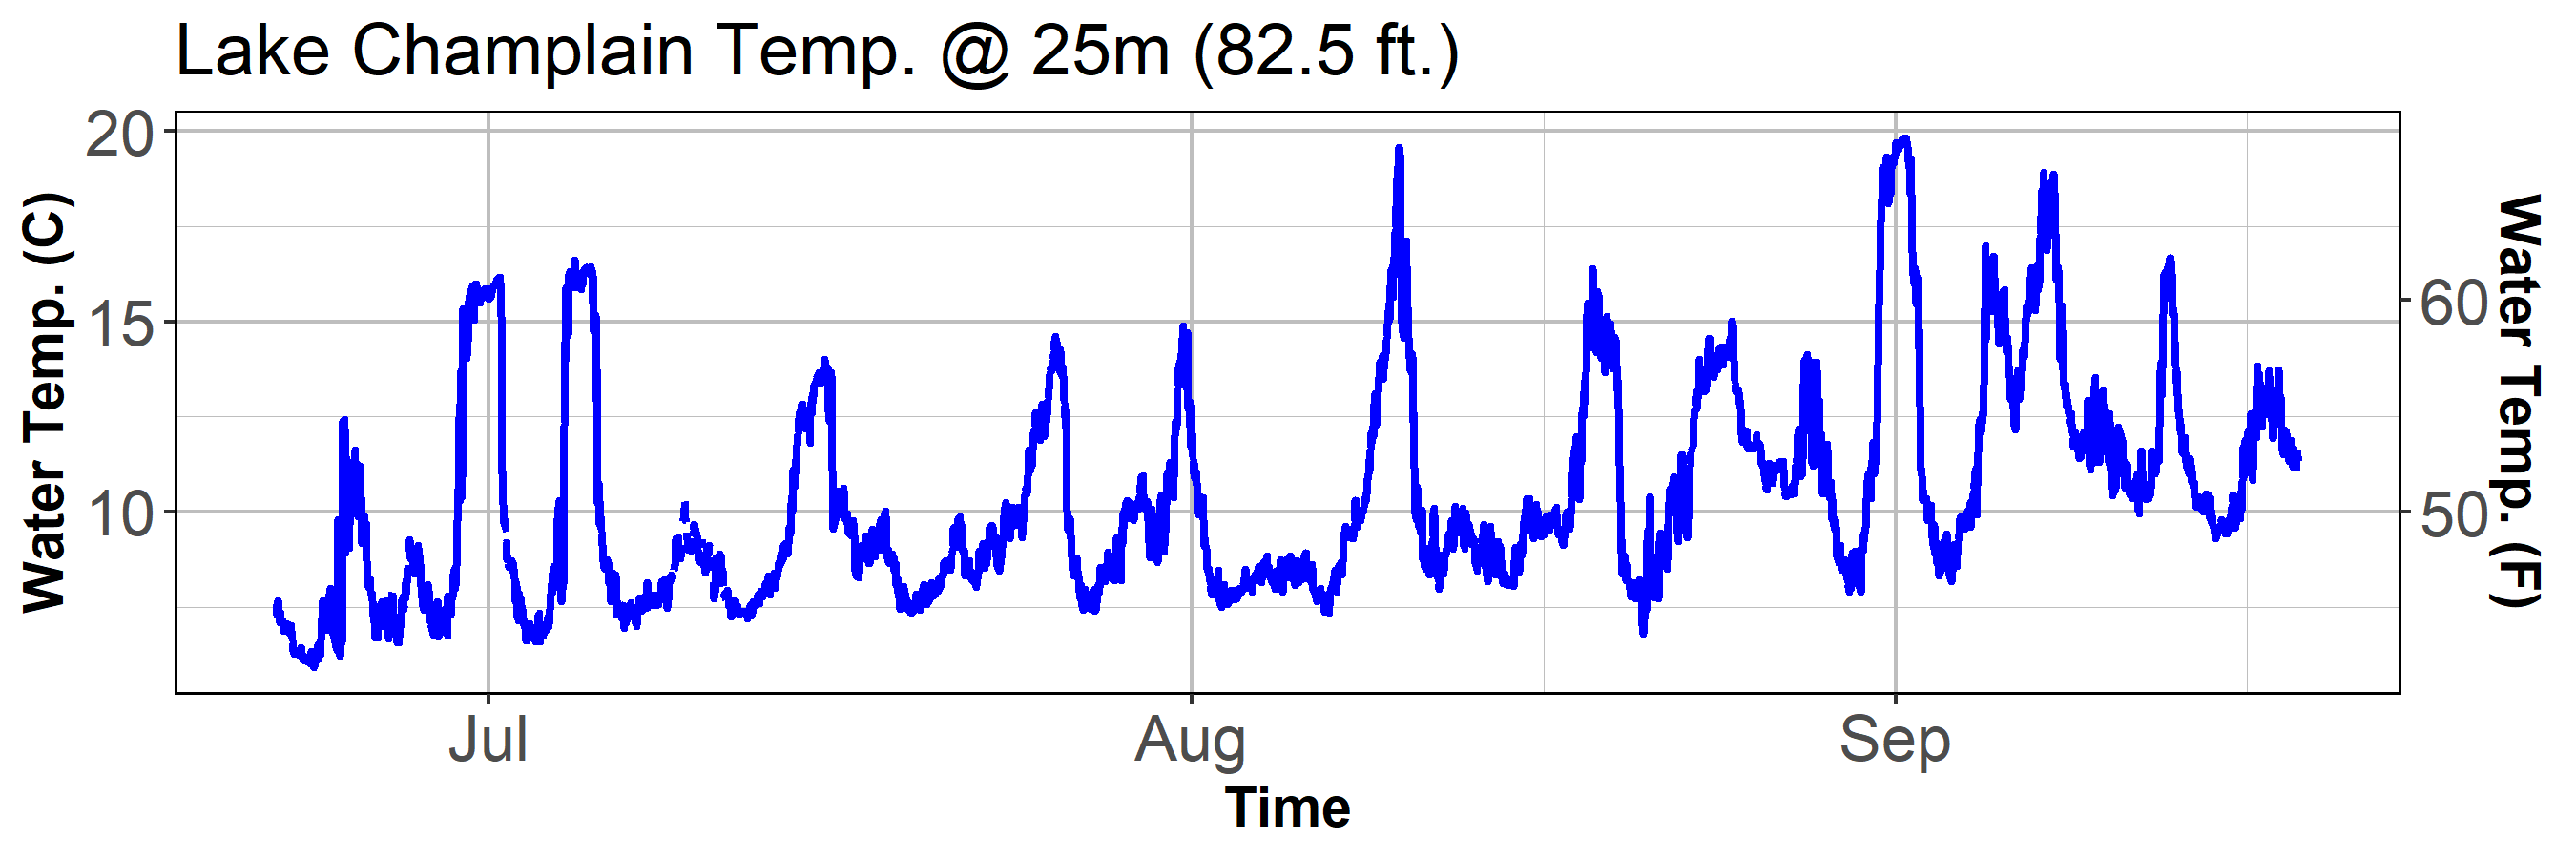 Lake Champlain Temp. @ 25m (82.5 ft.)
Water Temp. (C)
20
15
10
60
50
Water Temp. (F)
Jul Aug Sep
Time